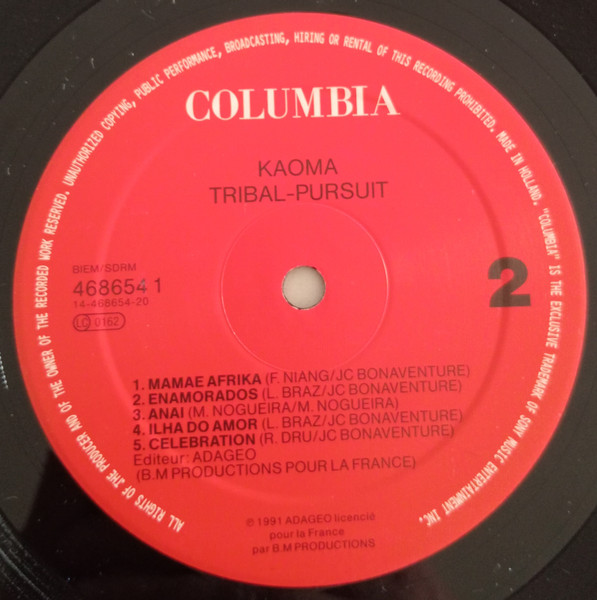 ALL RIGHTS OF THE PRODUCER AND OF THE OWNER OF THE RECORDED WORK RESERVED. UNAUTHORIZED COPYING, PUBLIC PERFORMANCE, BROADCASTING, HIRING OR RENTAL OF THIS RECORDING PROHIBITED. MADE IN HOLLAND. "COLUMBIA" IS THE EXCLUSIVE TRADEMARK OF SONY MUSIC ENTERTAINMENT INC.
COLUMBIA
KAOMA
TRIBAL-PURSUIT
BIEM/SDRM
468654 1
14-468654-20
LC 0162
2
1. MAMAE AFRIKA (F. NIANG/JC BONAVENTURE)
2. ENAMORADOS (L. BRAZ/JC BONAVENTURE)
3. ANAI (M. NOGUEIRA/M. NOGUEIRA)
4. ILHA DO AMOR (L. BRAZ/JC BONAVENTURE)
5. CELEBRATION (R. DRU/JC BONAVENTURE)
Editeur: ADAGEO
(B.M PRODUCTIONS POUR LA FRANCE)
℗ 1991 ADAGEO licencié
pour la France
par B.M PRODUCTIONS